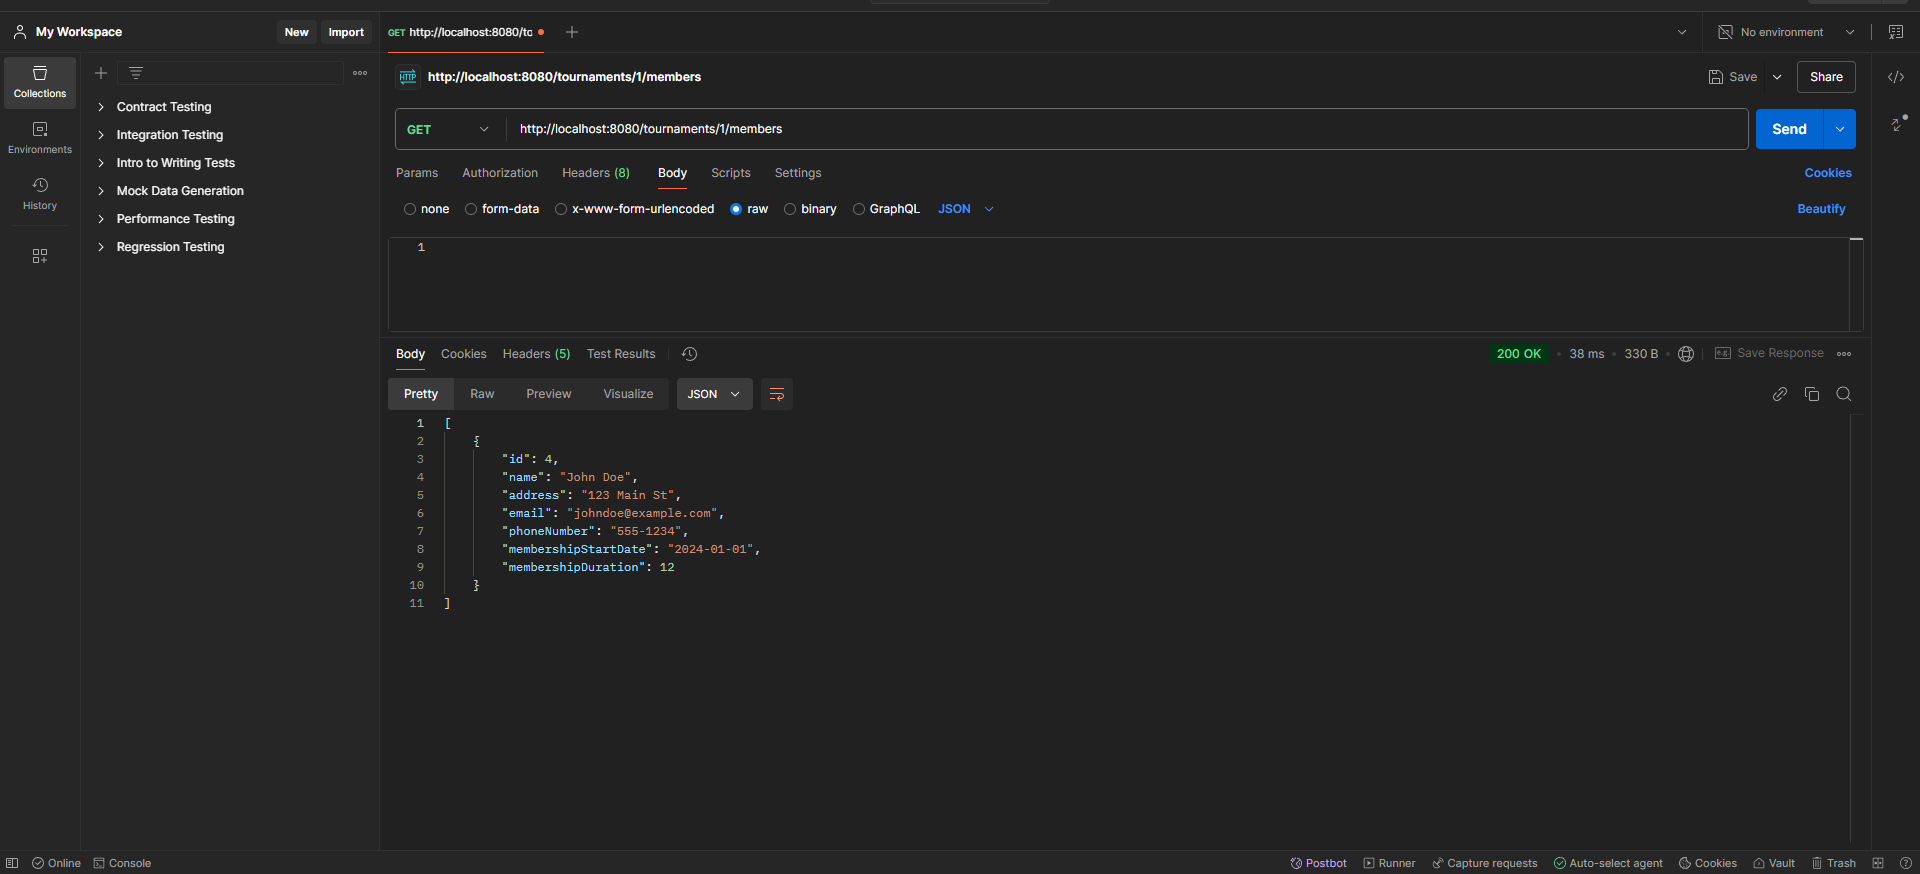 My Workspace
New
Import
GET http://localhost:8080/to
No environment
Collections
Environments
History
Contract Testing
Integration Testing
Intro to Writing Tests
Mock Data Generation
Performance Testing
Regression Testing
HTTP http://localhost:8080/tournaments/1/members
Save
Share
GET http://localhost:8080/tournaments/1/members
Send
Params Authorization Headers (8) Body Scripts Settings
Cookies
none form-data x-www-form-urlencoded raw binary GraphQL JSON
Beautify
1
Body Cookies Headers (5) Test Results
200 OK • 38 ms • 330 B
Save Response
Pretty Raw Preview Visualize JSON
1 [
2 {
3 "id": 4,
4 "name": "John Doe",
5 "address": "123 Main St",
6 "email": "johndoe@example.com",
7 "phoneNumber": "555-1234",
8 "membershipStartDate": "2024-01-01",
9 "membershipDuration": 12
10 }
11 ]
Online Console
Postbot Runner Capture requests Auto-select agent Cookies Vault Trash